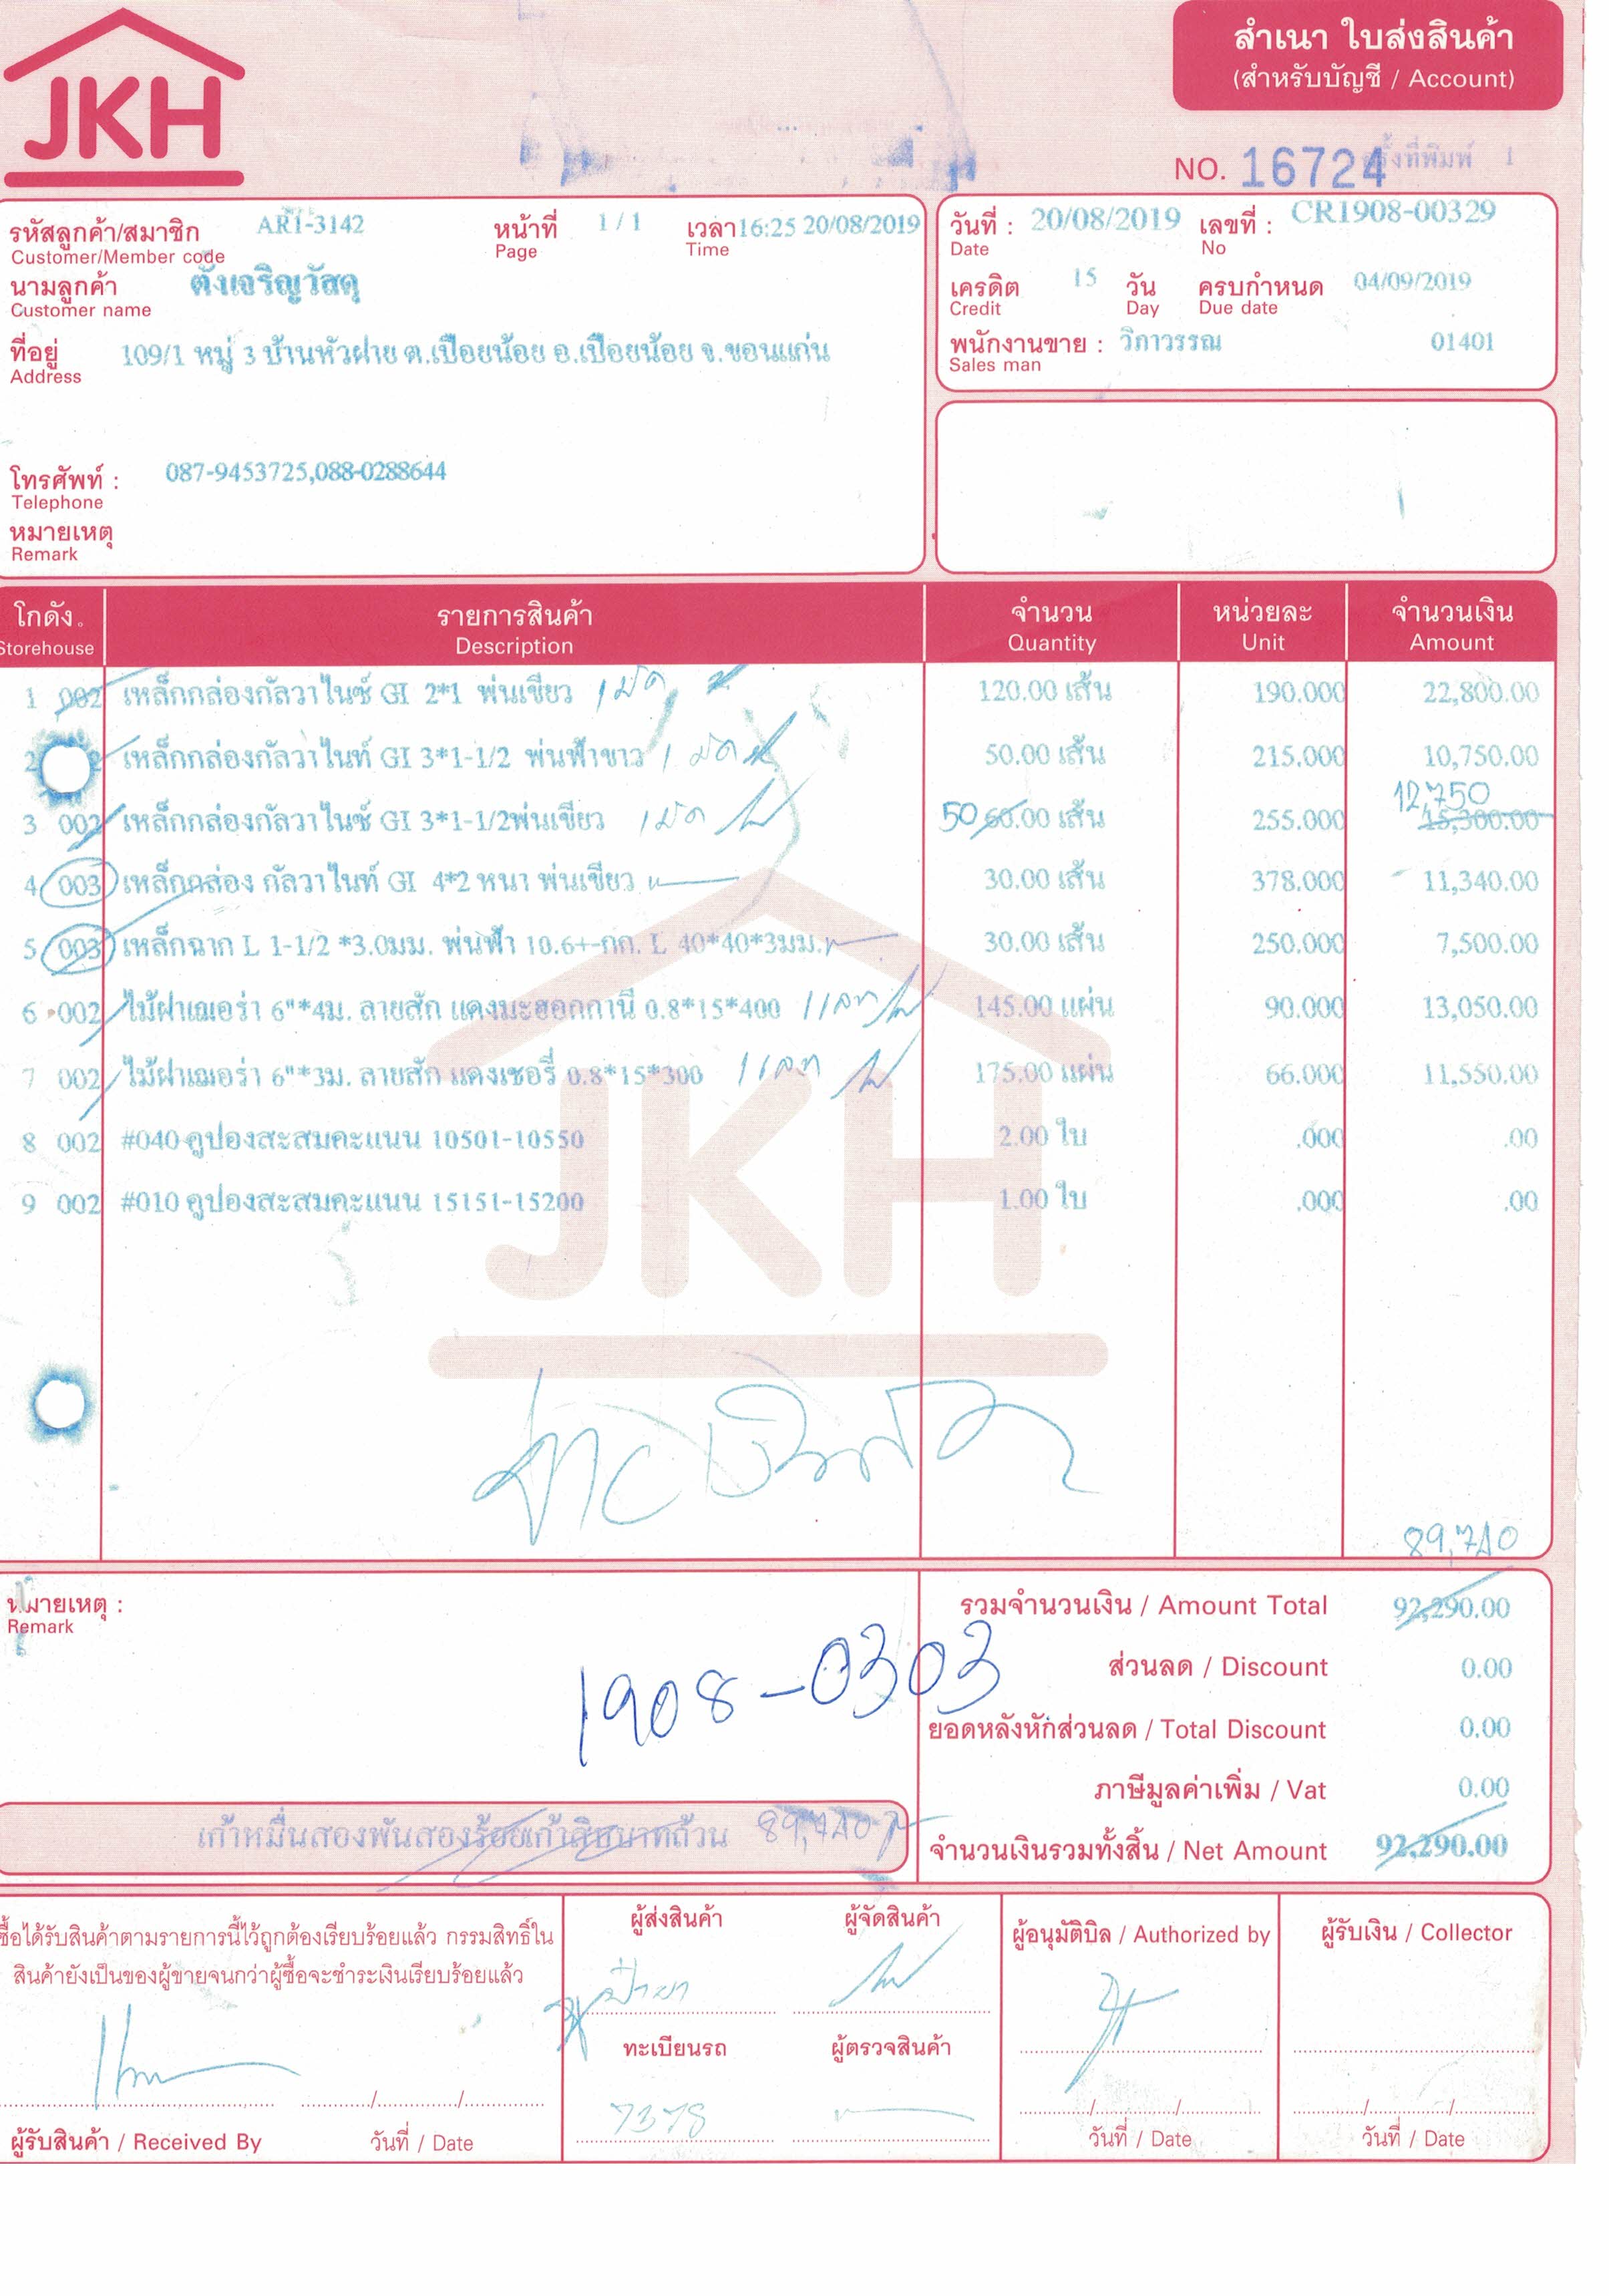 JKH
สำเนา ใบส่งสินค้า
(สำหรับบัญชี / Account)
NO. 16724 ครั้งที่พิมพ์ 1
รหัสลูกค้า/สมาชิก AR1-3142 หน้าที่ 1 / 1 เวลา 16:25 20/08/2019
Customer/Member code Page Time
นามลูกค้า ตั้งเจริญวัสดุ
Customer name
ที่อยู่ 109/1 หมู่ 3 บ้านหัวฝาย ต.เปือยน้อย อ.เปือยน้อย จ.ขอนแก่น
Address
โทรศัพท์ : 087-9453725,088-0288644
Telephone
หมายเหตุ
Remark
วันที่ : 20/08/2019 เลขที่ : CR1908-00329
Date No
เครดิต 15 วัน ครบกำหนด 04/09/2019
Credit Day Due date
พนักงานขาย : วิภาวรรณ 01401
Sales man
โกดัง. รายการสินค้า จำนวน หน่วยละ จำนวนเงิน
Storehouse Description Quantity Unit Amount
1 002 เหล็กกล่องกัลวาไนซ์ GI 2*1 พ่นเขียว 1 มัด 120.00 เส้น 190.000 22,800.00
2 เหล็กกล่องกัลวาไนท์ GI 3*1-1/2 พ่นฟ้าขาว 1 มัด 50.00 เส้น 215.000 10,750.00
12,750
3 002 เหล็กกล่องกัลวาไนซ์ GI 3*1-1/2พ่นเขียว 1 มัด 50 60.00 เส้น 255.000 15,300.00
4 003 เหล็กกล่อง กัลวาไนท์ GI 4*2 หนา พ่นเขียว 30.00 เส้น 378.000 11,340.00
5 003 เหล็กฉาก L 1-1/2 *3.0มม. พ่นฟ้า 10.6+-กก. L 40*40*3มม. 30.00 เส้น 250.000 7,500.00
6 002 ไม้ฝาเฌอร่า 6"*4ม. ลายสัก แดงมะฮอกกานี 0.8*15*400 145.00 แผ่น 90.000 13,050.00
7 002 ไม้ฝาเฌอร่า 6"*3ม. ลายสัก แดงเชอรี่ 0.8*15*300 175.00 แผ่น 66.000 11,550.00
8 002 #040 คูปองสะสมคะแนน 10501-10550 2.00 ใบ .000 .00
9 002 #010 คูปองสะสมคะแนน 15151-15200 1.00 ใบ .000 .00
JKH
89,740
หมายเหตุ :
Remark
1908-0303
รวมจำนวนเงิน / Amount Total 92,290.00
ส่วนลด / Discount 0.00
ยอดหลังหักส่วนลด / Total Discount 0.00
ภาษีมูลค่าเพิ่ม / Vat 0.00
เก้าหมื่นสองพันสองร้อยเก้าสิบบาทถ้วน 89,740
จำนวนเงินรวมทั้งสิ้น / Net Amount 92,290.00
ซื้อได้รับสินค้าตามรายการนี้ไว้ถูกต้องเรียบร้อยแล้ว กรรมสิทธิ์ใน
สินค้ายังเป็นของผู้ขายจนกว่าผู้ซื้อจะชำระเงินเรียบร้อยแล้ว
ผู้รับสินค้า / Received By วันที่ / Date
ผู้ส่งสินค้า ผู้จัดสินค้า
ทะเบียนรถ ผู้ตรวจสินค้า
7378
ผู้อนุมัติบิล / Authorized by ผู้รับเงิน / Collector
วันที่ / Date วันที่ / Date